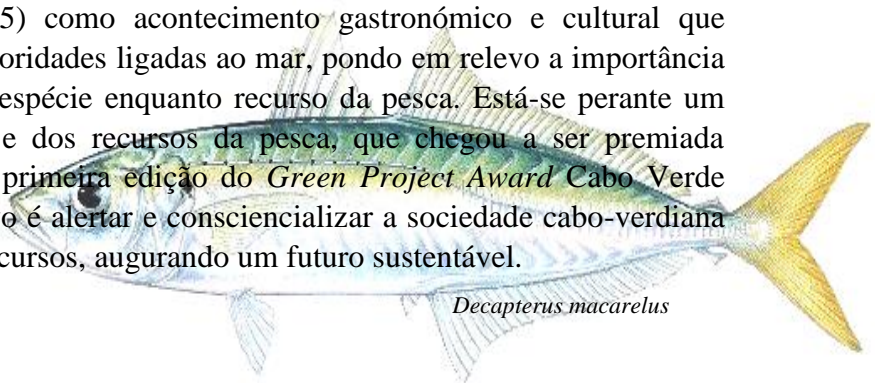 5) como acontecimento gastronómico e cultural que
oridades ligadas ao mar, pondo em relevo a importância
espécie enquanto recurso da pesca. Está-se perante um
e dos recursos da pesca, que chegou a ser premiada
primeira edição do Green Project Award Cabo Verde
o é alertar e consciencializar a sociedade cabo-verdiana
cursos, augurando um futuro sustentável.
Decapterus macarelus